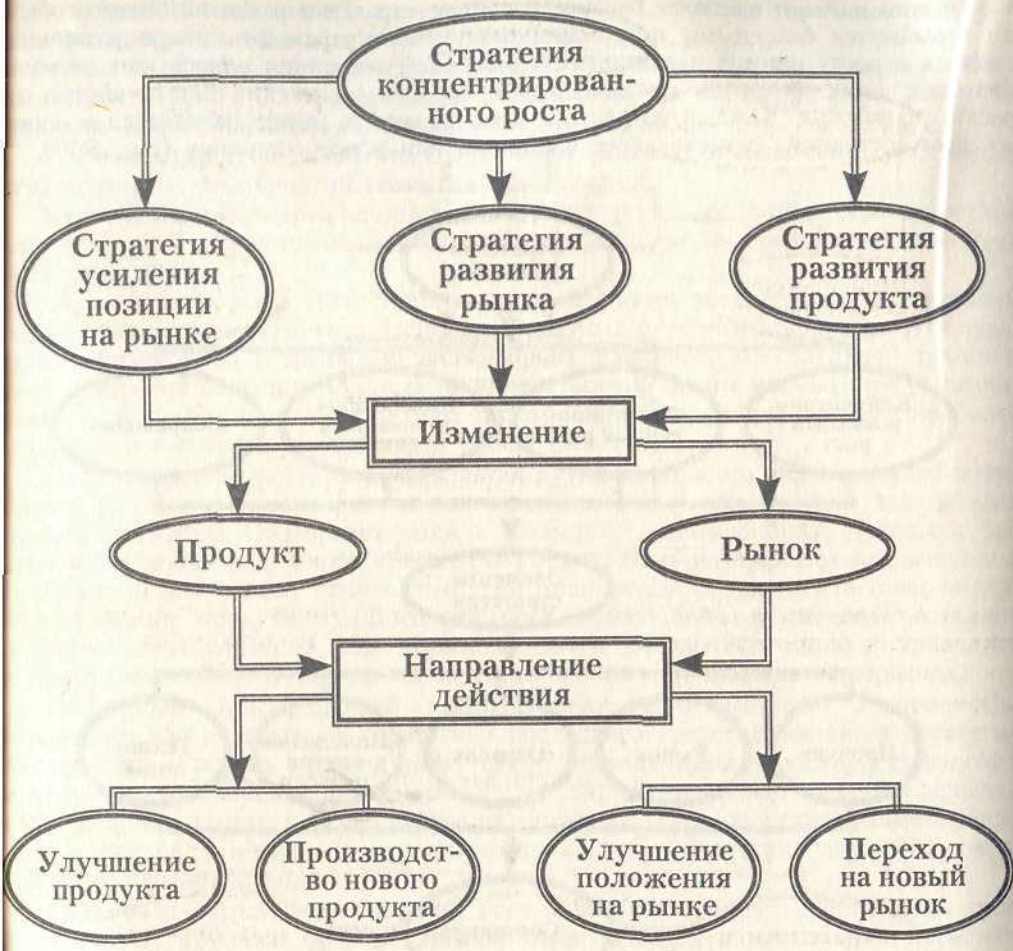 Стратегия
концентрирован-
ного роста
Стратегия
усиления
позиции
на рынке
Стратегия
развития
рынка
Стратегия
развития
продукта
Изменение
Продукт
Рынок
Направление
действия
Улучшение
продукта
Производст-
во нового
продукта
Улучшение
положения
на рынке
Переход
на новый
рынок